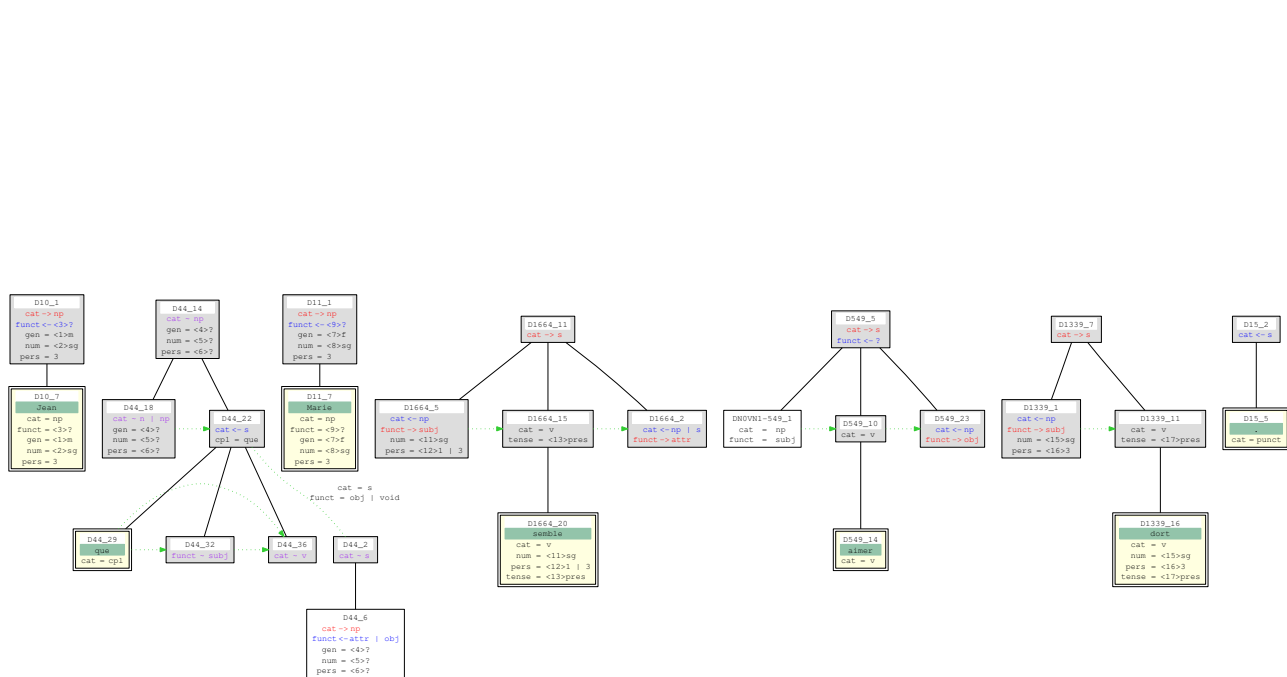 D10_1
cat -> np
funct <- <3>?
gen = <1>m
num = <2>sg
pers = 3
D10_7
Jean
cat = np
funct = <3>?
gen = <1>m
num = <2>sg
pers = 3
D44_14
cat ~ np
gen = <4>?
num = <5>?
pers = <6>?
D44_18
cat ~ n | np
gen = <4>?
num = <5>?
pers = <6>?
D44_22
cat <- s
cpl = que
D44_29
que
cat = cpl
D44_32
funct ~ subj
D44_36
cat ~ v
cat = s
funct = obj | void
D44_2
cat ~ s
D44_6
cat -> np
funct <- attr | obj
gen = <4>?
num = <5>?
pers = <6>?
D11_1
cat -> np
funct <- <9>?
gen = <7>f
num = <8>sg
pers = 3
D11_7
Marie
cat = np
funct = <9>?
gen = <7>f
num = <8>sg
pers = 3
D1664_11
cat -> s
D1664_5
cat <- np
funct -> subj
num = <11>sg
pers = <12>1 | 3
D1664_15
cat = v
tense = <13>pres
D1664_2
cat <- np | s
funct -> attr
D1664_20
semble
cat = v
num = <11>sg
pers = <12>1 | 3
tense = <13>pres
D549_5
cat -> s
funct <- ?
DN0VN1-549_1
cat = np
funct = subj
D549_10
cat = v
D549_23
cat <- np
funct -> obj
D549_14
aimer
cat = v
D1339_7
cat -> s
D1339_1
cat <- np
funct -> subj
num = <15>sg
pers = <16>3
D1339_11
cat = v
tense = <17>pres
D1339_16
dort
cat = v
num = <15>sg
pers = <16>3
tense = <17>pres
D15_2
cat <- s
D15_5
.
cat = punct